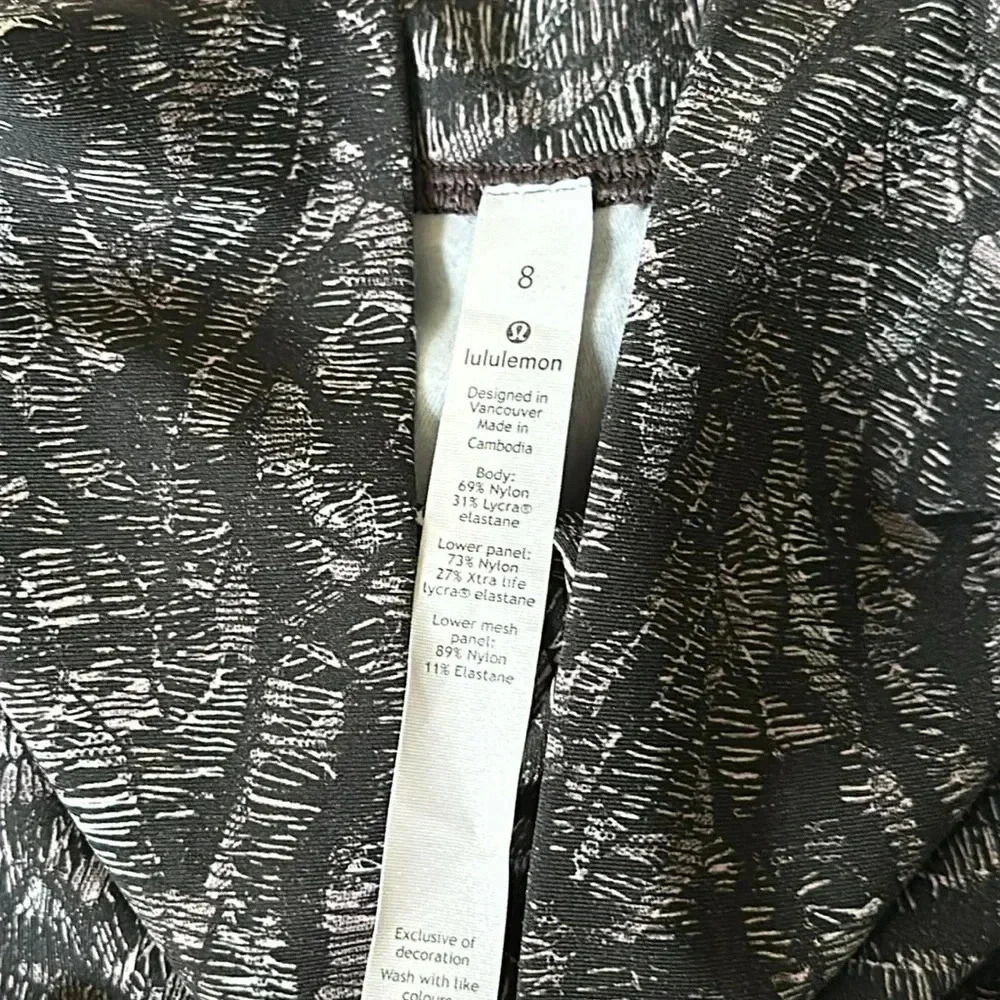 8
lululemon
Designed in
Vancouver
Made in
Cambodia
Body:
69% Nylon
31% Lycra®
elastane
Lower panel:
73% Nylon
27% Xtra life
lycra® elastane
Lower mesh
panel:
89% Nylon
11% Elastane
Exclusive of
decoration
Wash with like
colours